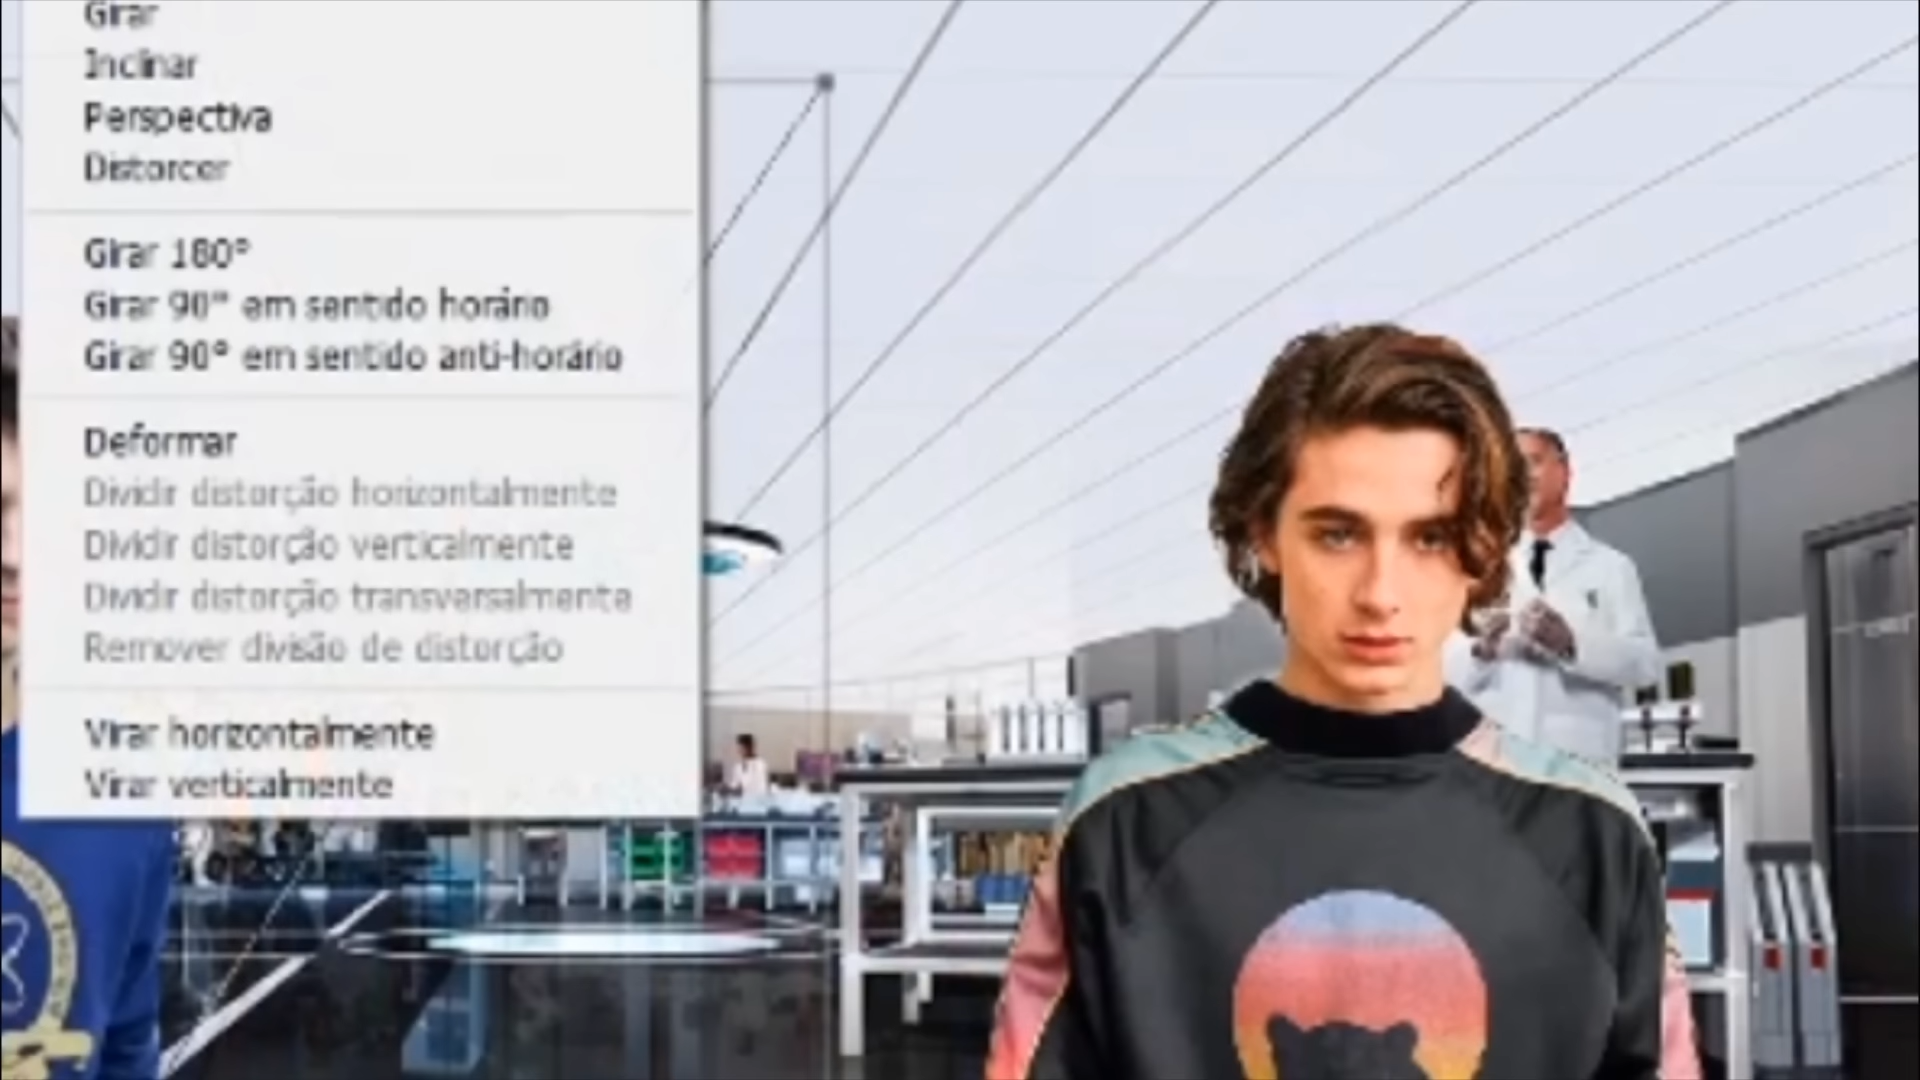 Girar
Inclinar
Perspectiva
Distorcer
Girar 180°
Girar 90° em sentido horário
Girar 90° em sentido anti-horário
Deformar
Dividir distorção horizontalmente
Dividir distorção verticalmente
Dividir distorção transversalmente
Remover divisão de distorção
Virar horizontalmente
Virar verticalmente